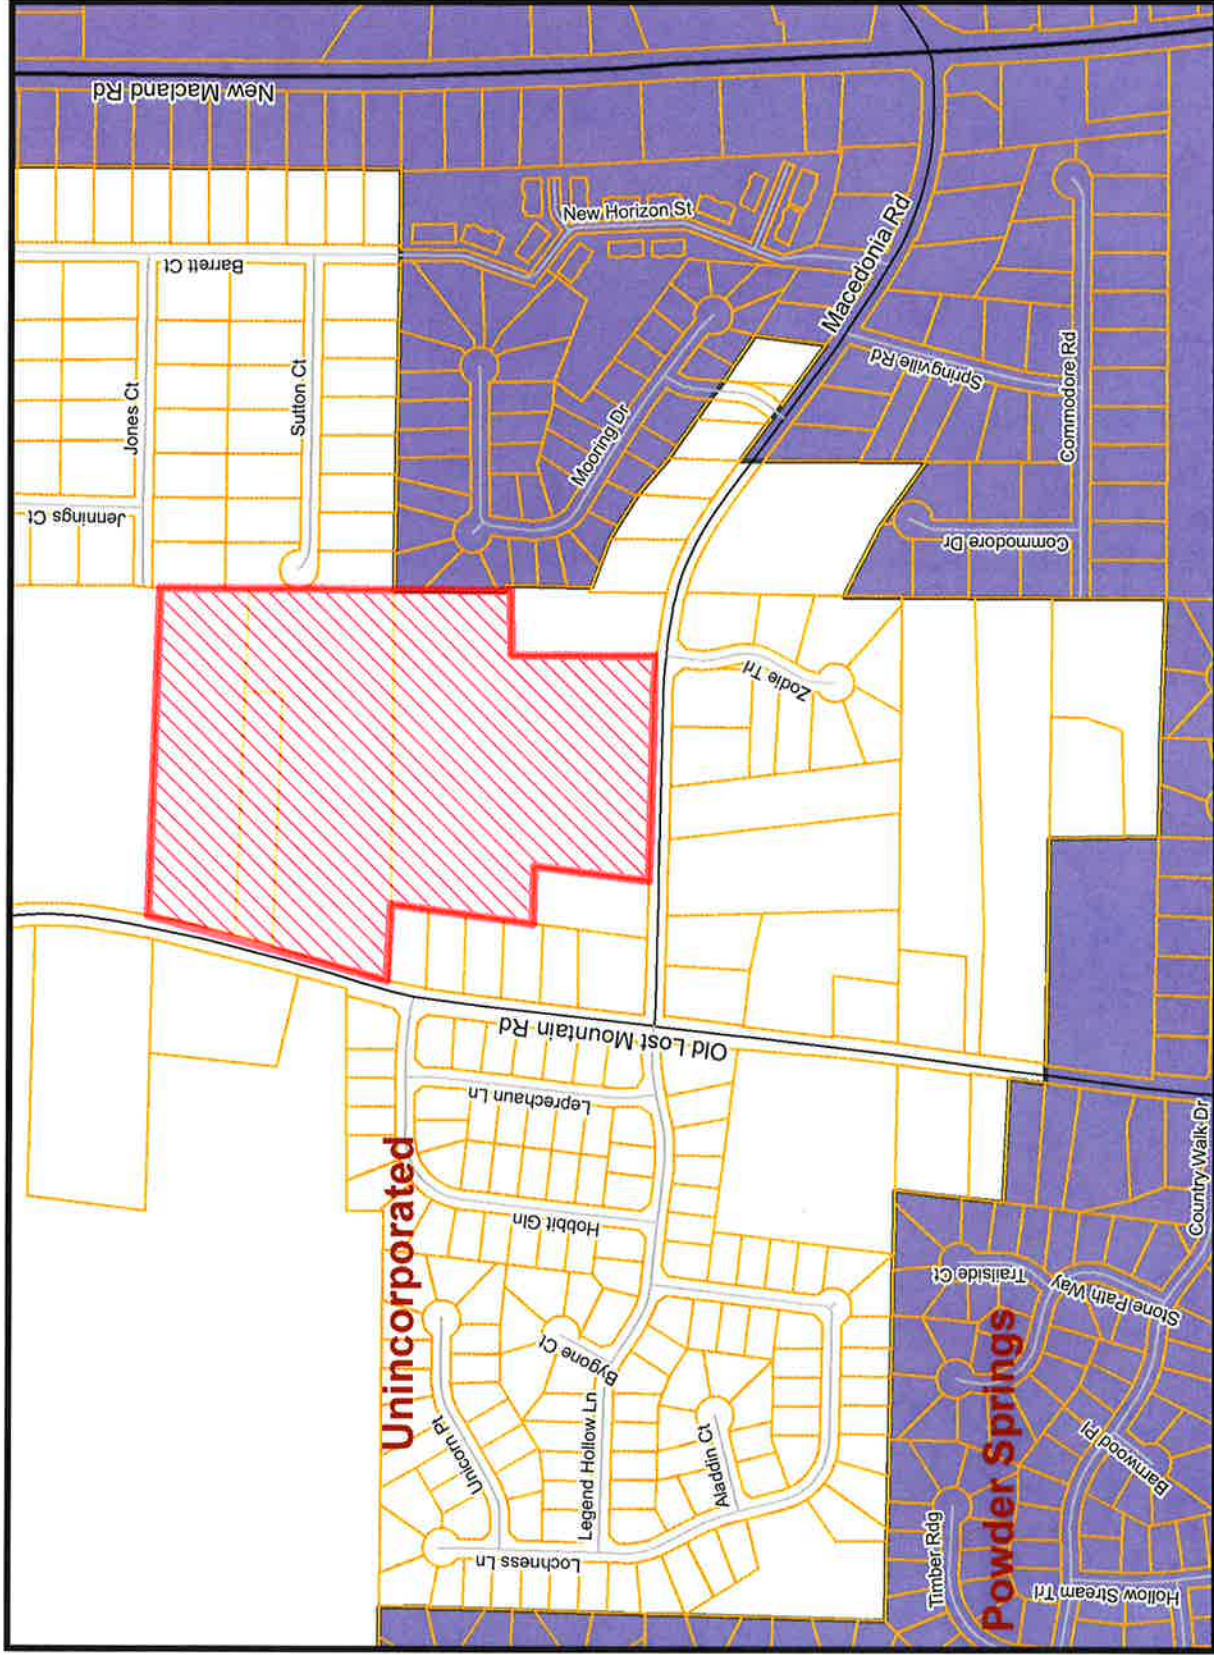 New Macland Rd
New Horizon St
Macedonia Rd
Barrett Ct
Jones Ct
Sutton Ct
Mooring Dr
Springville Rd
Commodore Rd
Jennings Ct
Commodore Dr
Zodie Trl
Old Lost Mountain Rd
Leprechaun Ln
Unincorporated
Hobbit Gln
Country Walk Dr
Trailside Ct
Stone Path Way
Bygone Ct
Legend Hollow Ln
Unicorn Pt
Aladdin Ct
Powder Springs
Barnwood Pl
Lochness Ln
Timber Rdg
Hollow Stream Trl